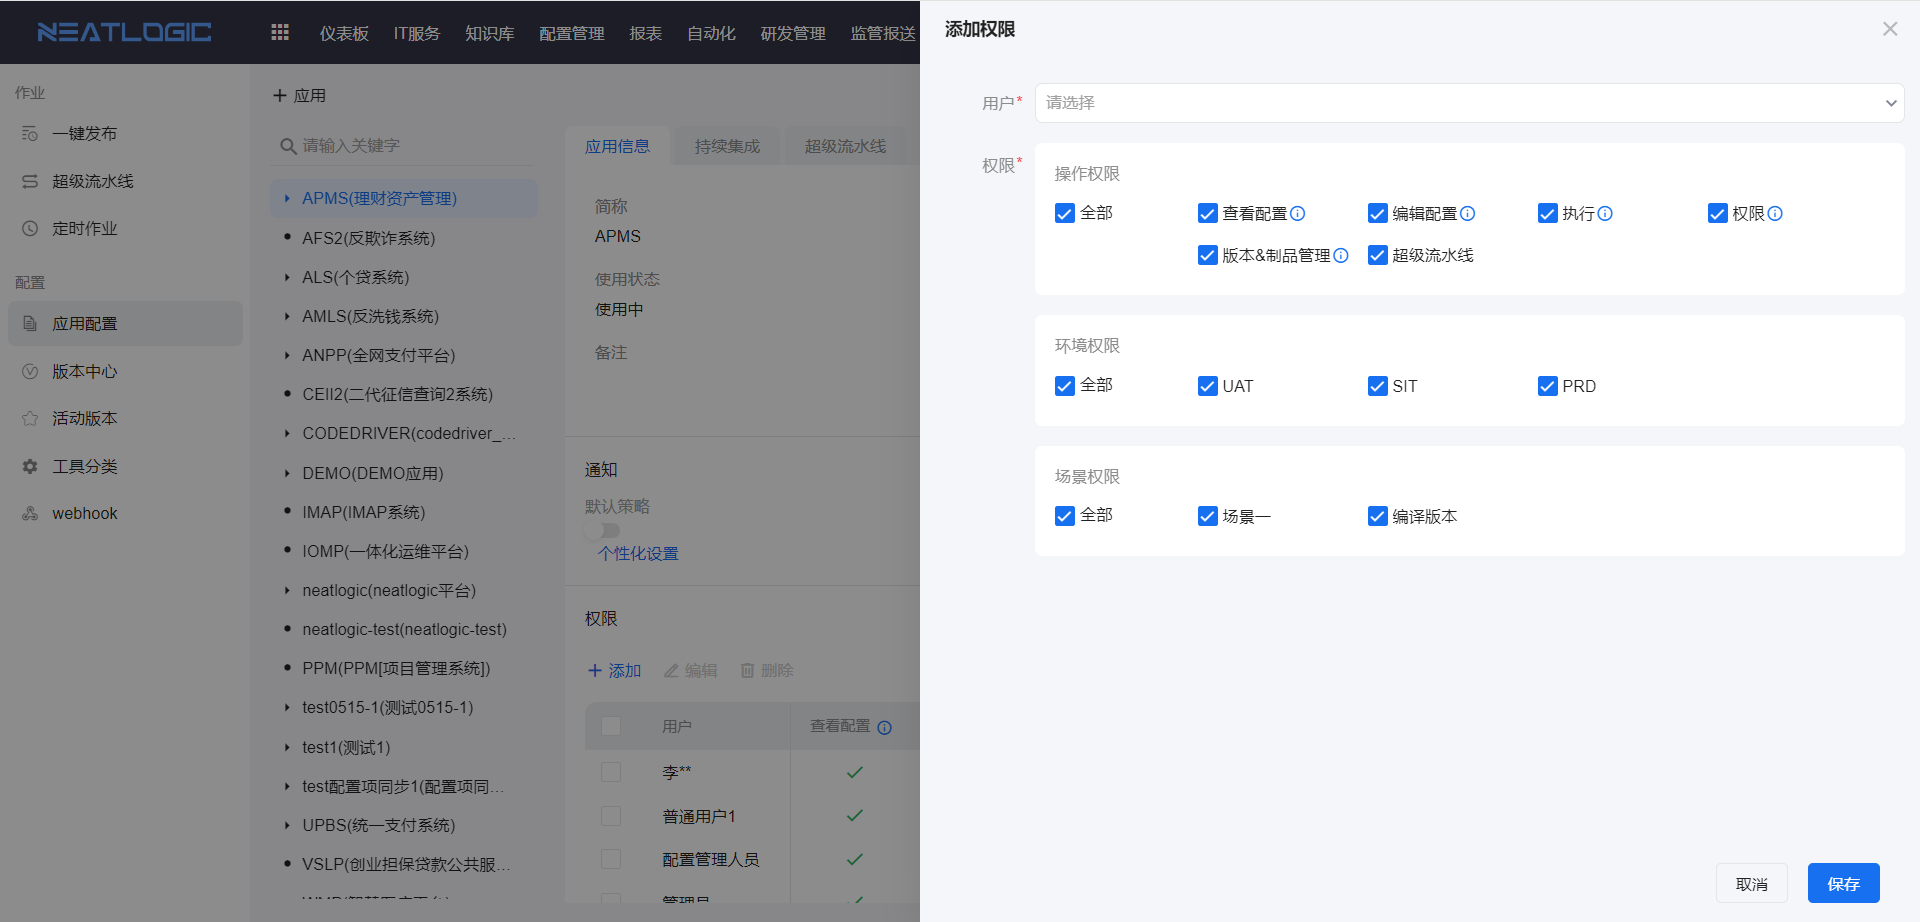 NEATLOGIC
仪表板 IT服务 知识库 配置管理 报表 自动化 研发管理 监管报送
作业
一键发布
超级流水线
定时作业
配置
应用配置
版本中心
活动版本
工具分类
webhook
应用
请输入关键字
APMS(理财资产管理)
AFS2(反欺诈系统)
ALS(个贷系统)
AMLS(反洗钱系统)
ANPP(全网支付平台)
CEII2(二代征信查询2系统)
CODEDRIVER(codedriver_...
DEMO(DEMO应用)
IMAP(IMAP系统)
IOMP(一体化运维平台)
neatlogic(neatlogic平台)
neatlogic-test(neatlogic-test)
PPM(PPM[项目管理系统])
test0515-1(测试0515-1)
test1(测试1)
test配置项同步1(配置项同...
UPBS(统一支付系统)
VSLP(创业担保贷款公共服...
应用信息 持续集成 超级流水线
简称
APMS
使用状态
使用中
备注
通知
默认策略
个性化设置
权限
添加 编辑 删除
用户 查看配置
李**
普通用户1
配置管理人员
管理员
添加权限
用户* 请选择
权限*
操作权限
全部 查看配置 编辑配置 执行 权限
版本&制品管理 超级流水线
环境权限
全部 UAT SIT PRD
场景权限
全部 场景一 编译版本
取消 保存